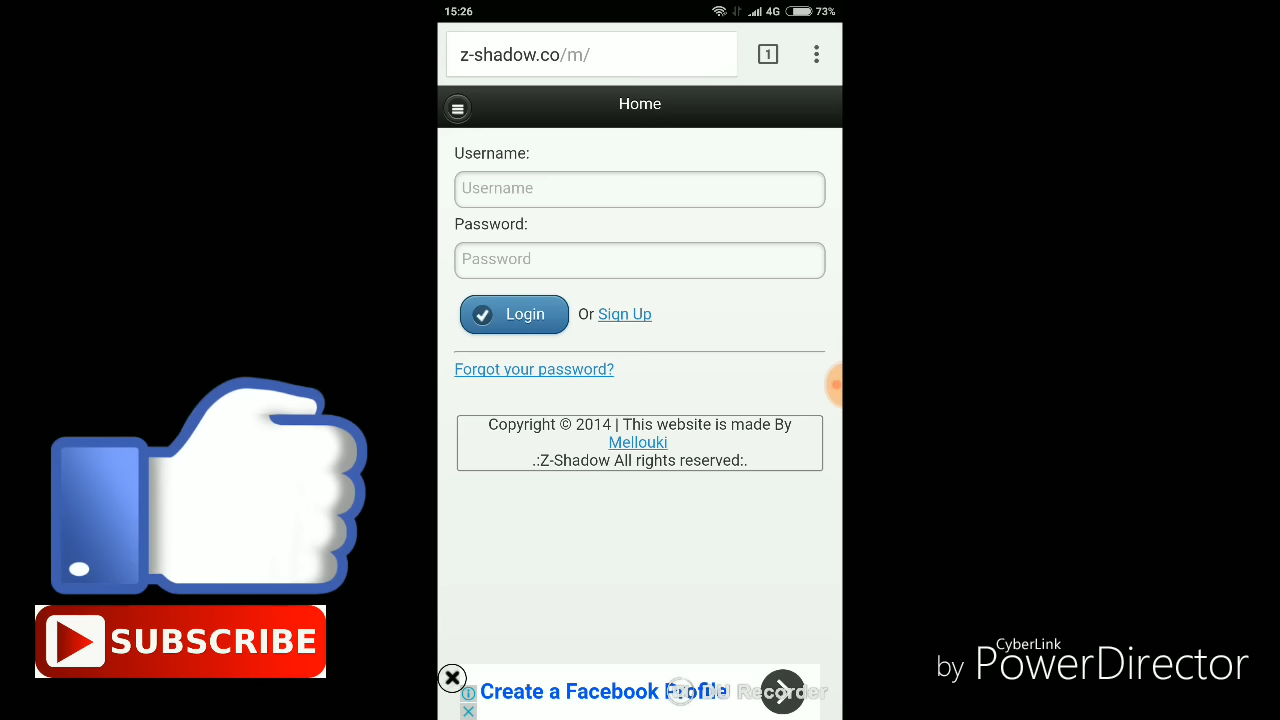 15:26
4G 73%
z-shadow.co/m/
1
Home
Username:
Username
Password:
Password
Login Or Sign Up
Forgot your password?
Copyright © 2014 | This website is made By
Mellouki
.:Z-Shadow All rights reserved:.
SUBSCRIBE
CyberLink
by PowerDirector
Create a Facebook Profile
DU Recorder